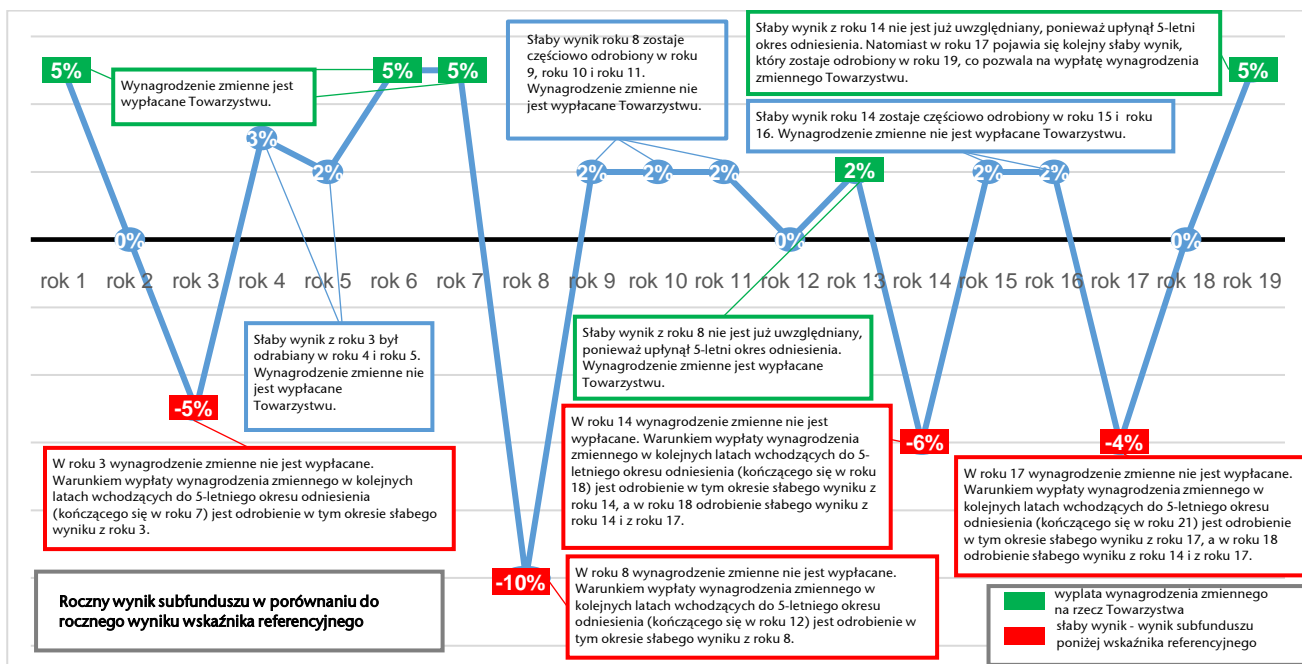 5%
Wynagrodzenie zmienne jest
wypłacane Towarzystwu.
5%
5%
Słaby wynik roku 8 zostaje
częściowo odrobiony w roku
9, roku 10 i roku 11.
Wynagrodzenie zmienne nie
jest wypłacane Towarzystwu.
Słaby wynik z roku 14 nie jest już uwzględniany, ponieważ upłynął 5-letni
okres odniesienia. Natomiast w roku 17 pojawia się kolejny słaby wynik,
który zostaje odrobiony w roku 19, co pozwala na wypłatę wynagrodzenia
zmiennego Towarzystwu.
5%
Słaby wynik roku 14 zostaje częściowo odrobiony w roku 15 i roku
16. Wynagrodzenie zmienne nie jest wypłacane Towarzystwu.
0%
3%
2%
2%
2%
2%
0%
2%
2%
2%
0%
rok 1 rok 2 rok 3 rok 4 rok 5 rok 6 rok 7 rok 8 rok 9 rok 10 rok 11 rok 12 rok 13 rok 14 rok 15 rok 16 rok 17 rok 18 rok 19
Słaby wynik z roku 3 był
odrabiany w roku 4 i roku 5.
Wynagrodzenie zmienne nie
jest wypłacane
Towarzystwu.
Słaby wynik z roku 8 nie jest już uwzględniany,
ponieważ upłynął 5-letni okres odniesienia.
Wynagrodzenie zmienne jest wypłacane
Towarzystwu.
-5%
-6%
-4%
W roku 3 wynagrodzenie zmienne nie jest wypłacane.
Warunkiem wypłaty wynagrodzenia zmiennego w kolejnych
latach wchodzących do 5-letniego okresu odniesienia
(kończącego się w roku 7) jest odrobienie w tym okresie słabego
wyniku z roku 3.
W roku 14 wynagrodzenie zmienne nie jest
wypłacane. Warunkiem wypłaty wynagrodzenia
zmiennego w kolejnych latach wchodzących do 5-
letniego okresu odniesienia (kończącego się w roku
18) jest odrobienie w tym okresie słabego wyniku z
roku 14, a w roku 18 odrobienie słabego wyniku z
roku 14 i z roku 17.
W roku 17 wynagrodzenie zmienne nie jest wypłacane.
Warunkiem wypłaty wynagrodzenia zmiennego w
kolejnych latach wchodzących do 5-letniego okresu
odniesienia (kończącego się w roku 21) jest odrobienie
w tym okresie słabego wyniku z roku 17, a w roku 18
odrobienie słabego wyniku z roku 14 i z roku 17.
-10%
W roku 8 wynagrodzenie zmienne nie jest wypłacane.
Warunkiem wypłaty wynagrodzenia zmiennego
w kolejnych latach wchodzących do 5-letniego okresu
odniesienia (kończącego się w roku 12) jest odrobienie w
tym okresie słabego wyniku z roku 8.
Roczny wynik subfunduszu w porównaniu do
rocznego wyniku wskaźnika referencyjnego
wypłata wynagrodzenia zmiennego
na rzecz Towarzystwa
słaby wynik - wynik subfunduszu
poniżej wskaźnika referencyjnego